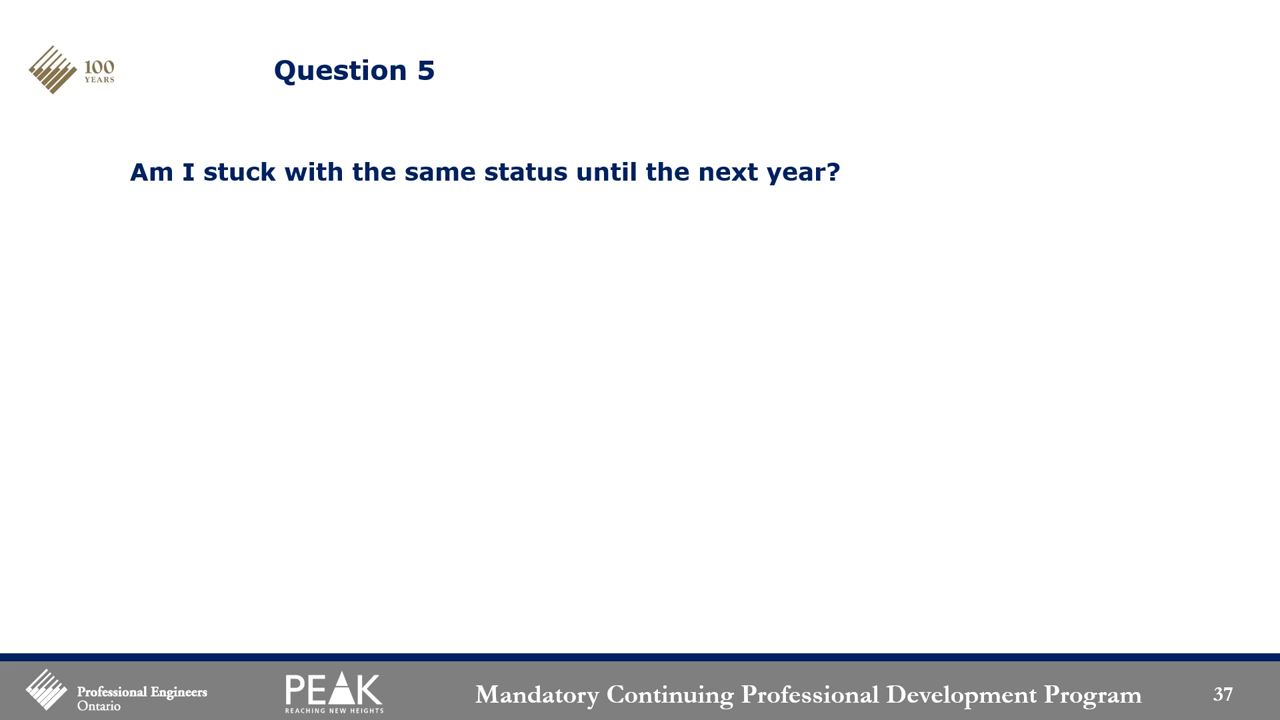 100
YEARS
Question 5
Am I stuck with the same status until the next year?
Professional Engineers
Ontario
PEAK
REACHING NEW HEIGHTS
Mandatory Continuing Professional Development Program
37